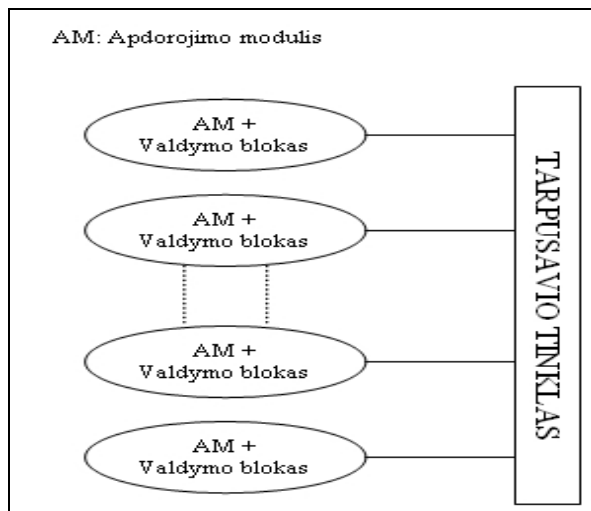 AM: Apdorojimo modulis
AM +
Valdymo blokas
AM +
Valdymo blokas
AM +
Valdymo blokas
AM +
Valdymo blokas
TARPUSAVIO TINKLAS